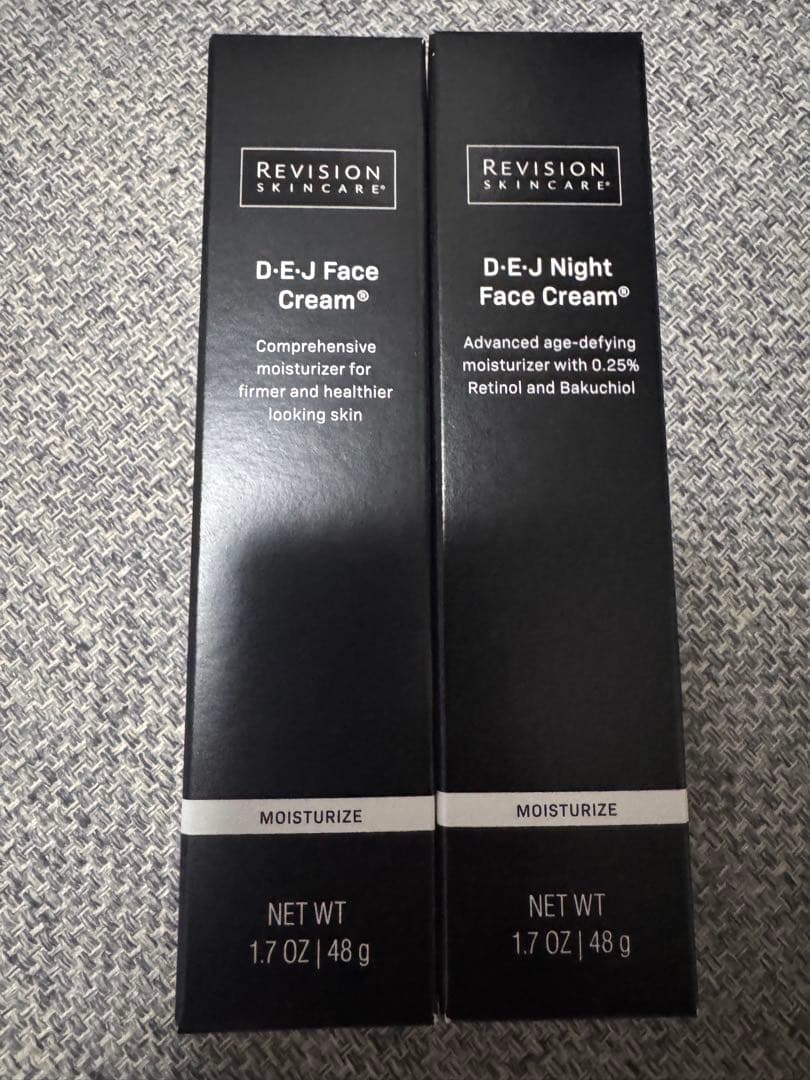 REVISION
SKINCARE®
D·E·J Face
Cream®
Comprehensive
moisturizer for
firmer and healthier
looking skin
MOISTURIZE
NET WT
1.7 OZ | 48 g
REVISION
SKINCARE®
D·E·J Night
Face Cream®
Advanced age-defying
moisturizer with 0.25%
Retinol and Bakuchiol
MOISTURIZE
NET WT
1.7 OZ | 48 g